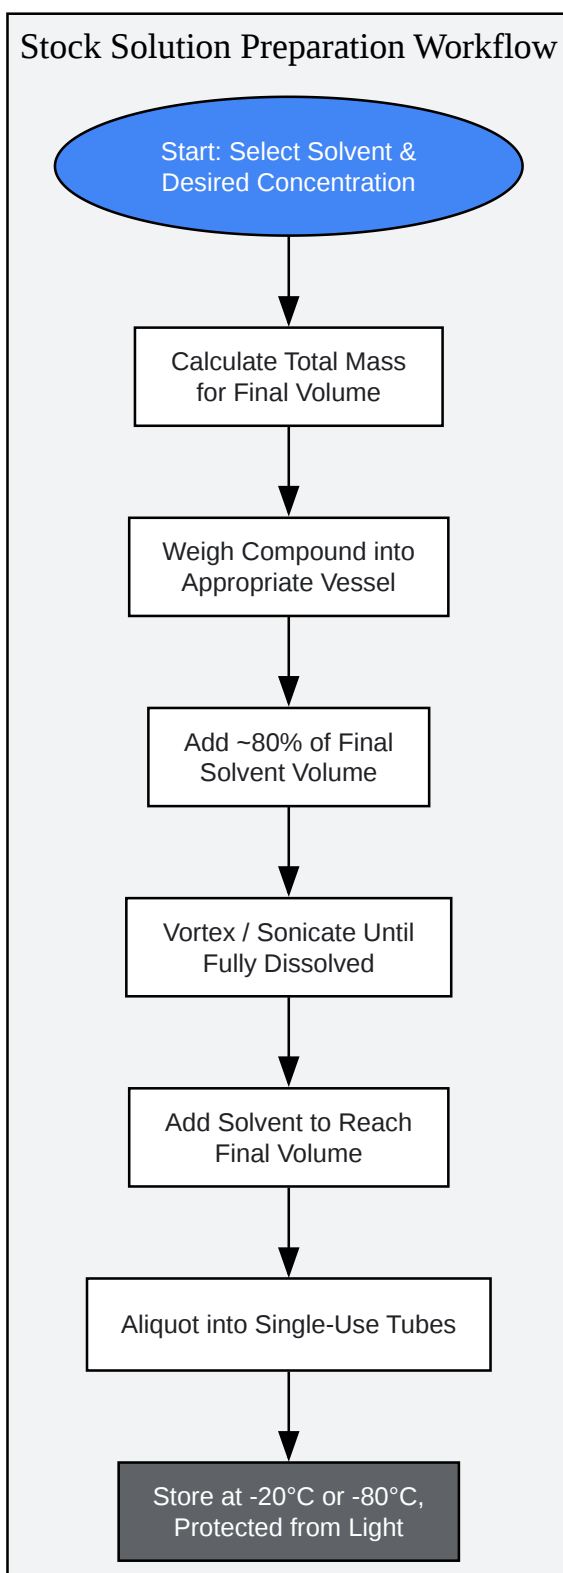 Stock Solution Preparation Workflow
Start: Select Solvent &
Desired Concentration
Calculate Total Mass
for Final Volume
Weigh Compound into
Appropriate Vessel
Add ~80% of Final
Solvent Volume
Vortex / Sonicate Until
Fully Dissolved
Add Solvent to Reach
Final Volume
Aliquot into Single-Use Tubes
Store at -20°C or -80°C,
Protected from Light